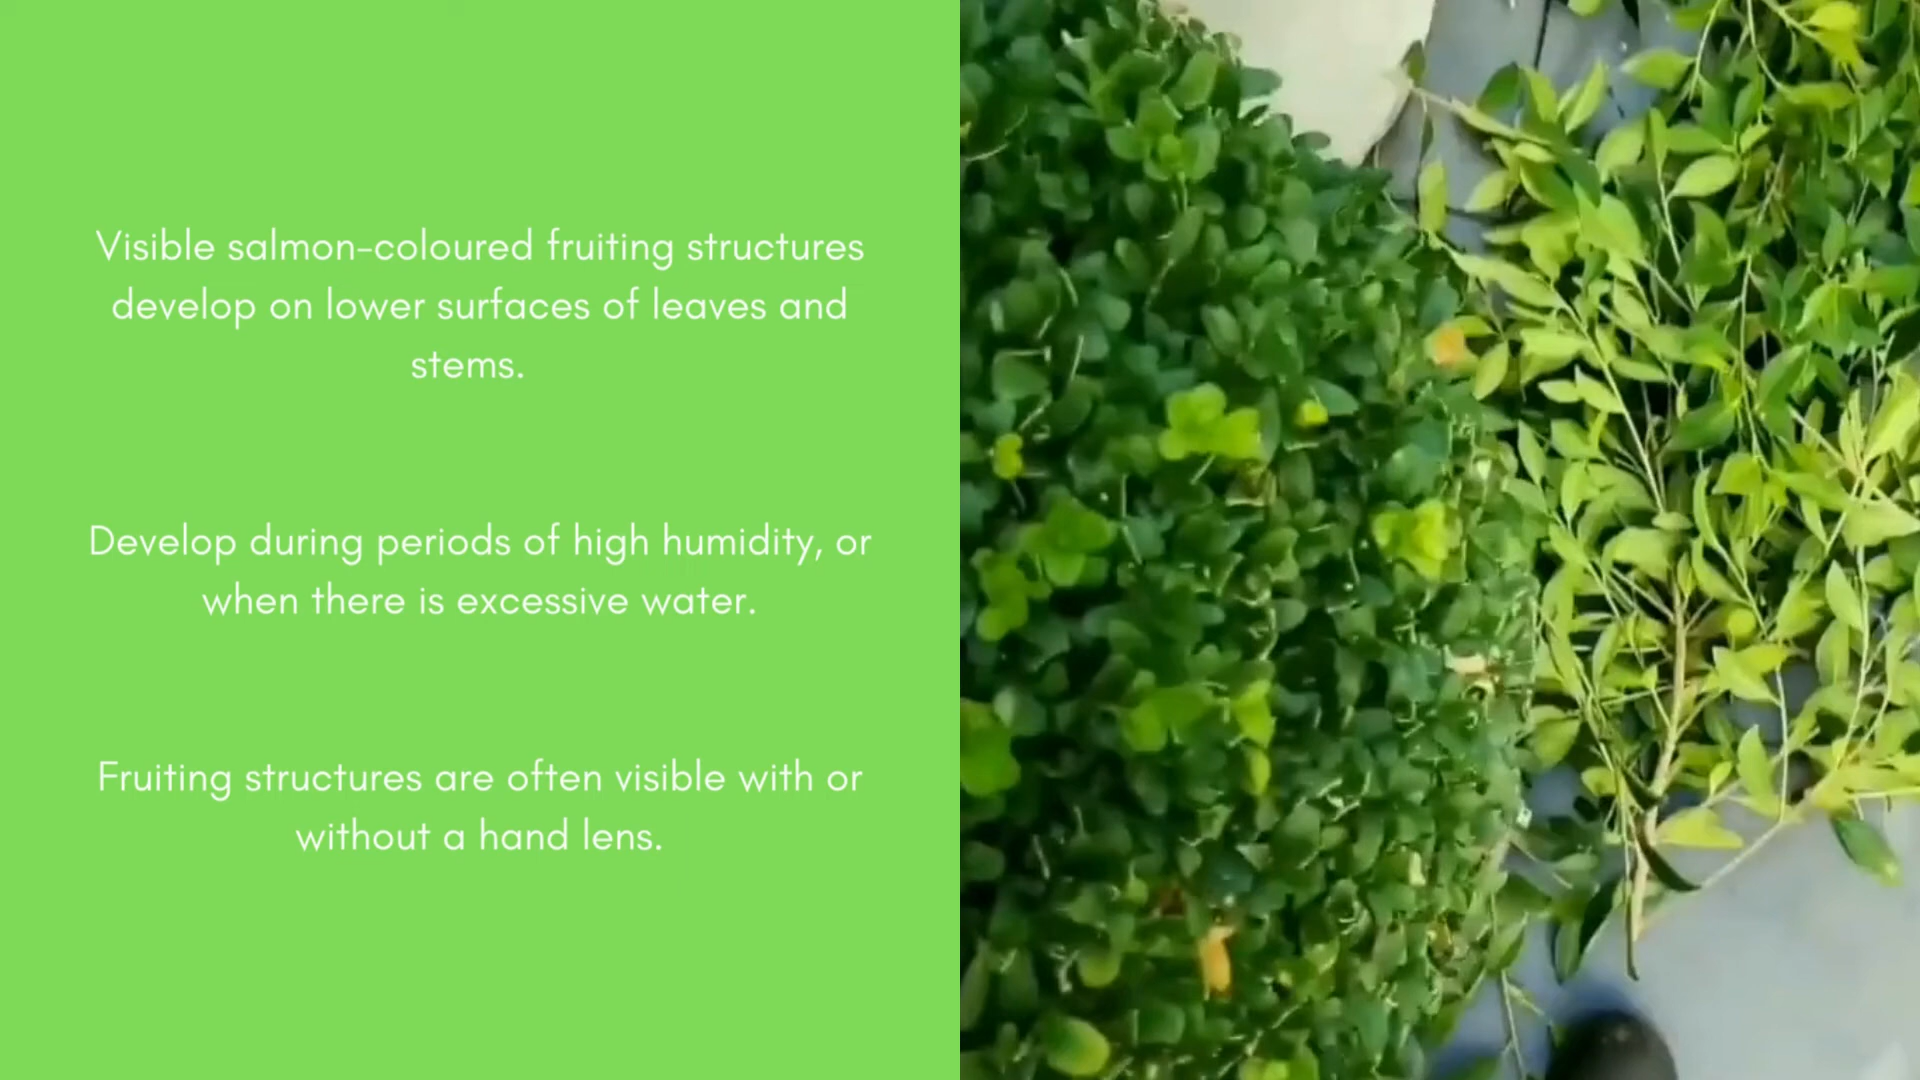 Visible salmon-coloured fruiting structures
develop on lower surfaces of leaves and
stems.
Develop during periods of high humidity, or
when there is excessive water.
Fruiting structures are often visible with or
without a hand lens.